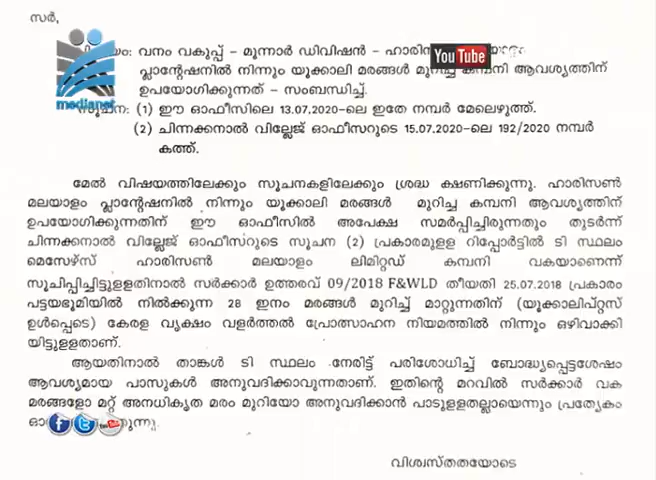 സർ,
വനം വകുപ്പ് – മൂന്നാർ ഡിവിഷൻ – ഹാരിസൺ
YouTube
പ്ലാന്റേഷനിൽ നിന്നും യൂക്കാലി മരങ്ങൾ മുറിച്ച് കമ്പനി ആവശ്യത്തിന്
ഉപയോഗിക്കുന്നത് – സംബന്ധിച്ച്.
medianet
സൂചന: (1) ഈ ഓഫീസിലെ 13.07.2020-ലെ ഇതേ നമ്പർ മേലെഴുത്ത്.
(2) ചിന്നക്കനാൽ വില്ലേജ് ഓഫീസറുടെ 15.07.2020-ലെ 192/2020 നമ്പർ
കത്ത്.
മേൽ വിഷയത്തിലേക്കും സൂചനകളിലേക്കും ശ്രദ്ധ ക്ഷണിക്കുന്നു. ഹാരിസൺ
മലയാളം പ്ലാന്റേഷനിൽ നിന്നും യൂക്കാലി മരങ്ങൾ മുറിച്ച കമ്പനി ആവശ്യത്തിന്
ഉപയോഗിക്കുന്നതിന് ഈ ഓഫീസിൽ അപേക്ഷ സമർപ്പിച്ചിരുന്നതും തുടർന്ന്
ചിന്നക്കനാൽ വില്ലേജ് ഓഫീസറുടെ സൂചന (2) പ്രകാരമുളള റിപ്പോർട്ടിൽ ടി സ്ഥലം
മെസേഴ്സ് ഹാരിസൺ മലയാളം ലിമിറ്റഡ് കമ്പനി വകയാണെന്ന്
സൂചിപ്പിച്ചിട്ടുളളതിനാൽ സർക്കാർ ഉത്തരവ് 09/2018 F&WLD തീയതി 25.07.2018 പ്രകാരം
പട്ടയഭൂമിയിൽ നിൽക്കുന്ന 28 ഇനം മരങ്ങൾ മുറിച്ച് മാറ്റുന്നതിന് (യൂക്കാലിപ്റ്റസ്
ഉൾപ്പെടെ) കേരള വൃക്ഷം വളർത്തൽ പ്രോത്സാഹന നിയമത്തിൽ നിന്നും ഒഴിവാക്കി
യിട്ടുളളതാണ്.
ആയതിനാൽ താങ്കൾ ടി സ്ഥലം നേരിട്ട് പരിശോധിച്ച് ബോദ്ധ്യപ്പെട്ടശേഷം
ആവശ്യമായ പാസുകൾ അനുവദിക്കാവുന്നതാണ്. ഇതിന്റെ മറവിൽ സർക്കാർ വക
മരങ്ങളോ മറ്റ് അനധികൃത മരം മുറിയോ അനുവദിക്കാൻ പാടുളളതല്ലായെന്നും പ്രത്യേകം
വിശ്വസ്തതയോടെ